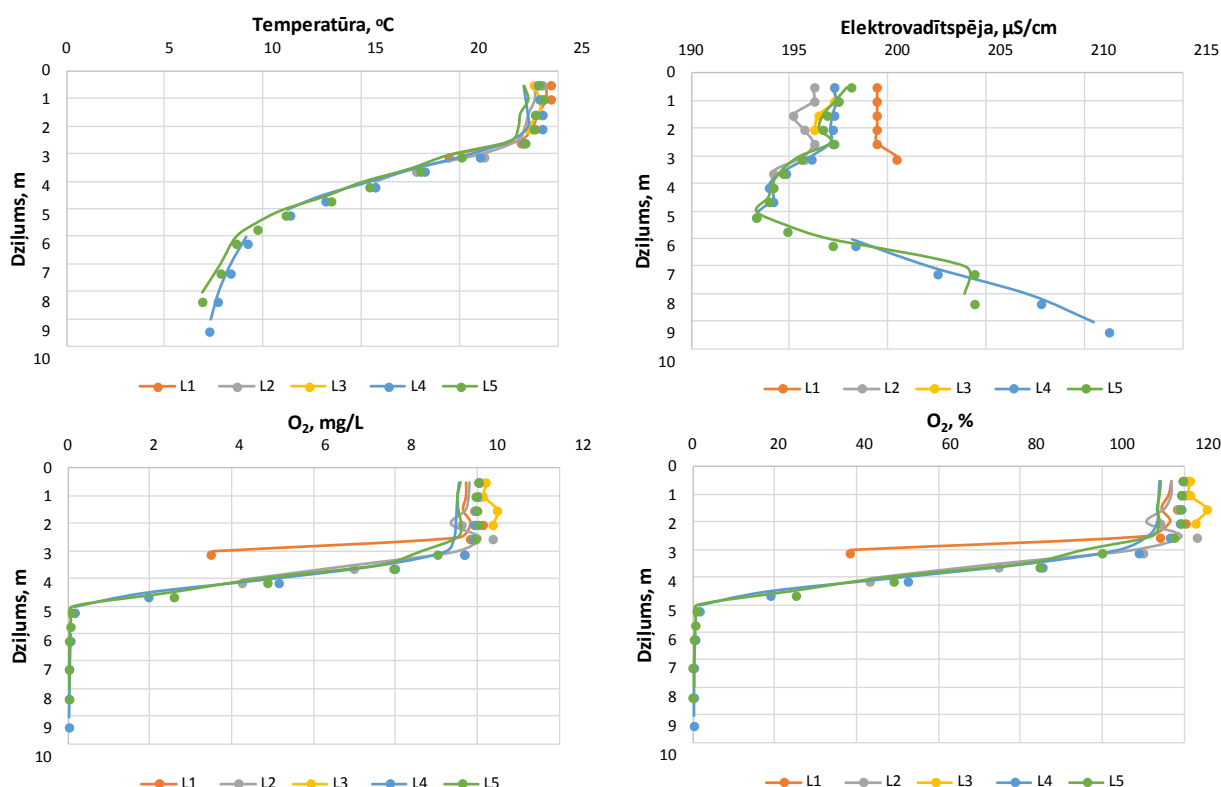 Temperatūra, ºC
0 5 10 15 20 25
0
1
2
3
4
5
6
7
8
9
10
Dziļums, m
L1 L2 L3 L4 L5
Elektrovadītspēja, µS/cm
190 195 200 205 210 215
0
1
2
3
4
5
6
7
8
9
10
Dziļums, m
L1 L2 L3 L4 L5
O₂, mg/L
0 2 4 6 8 10 12
0
1
2
3
4
5
6
7
8
9
10
Dziļums, m
L1 L2 L3 L4 L5
O₂, %
0 20 40 60 80 100 120
0
1
2
3
4
5
6
7
8
9
10
Dziļums, m
L1 L2 L3 L4 L5